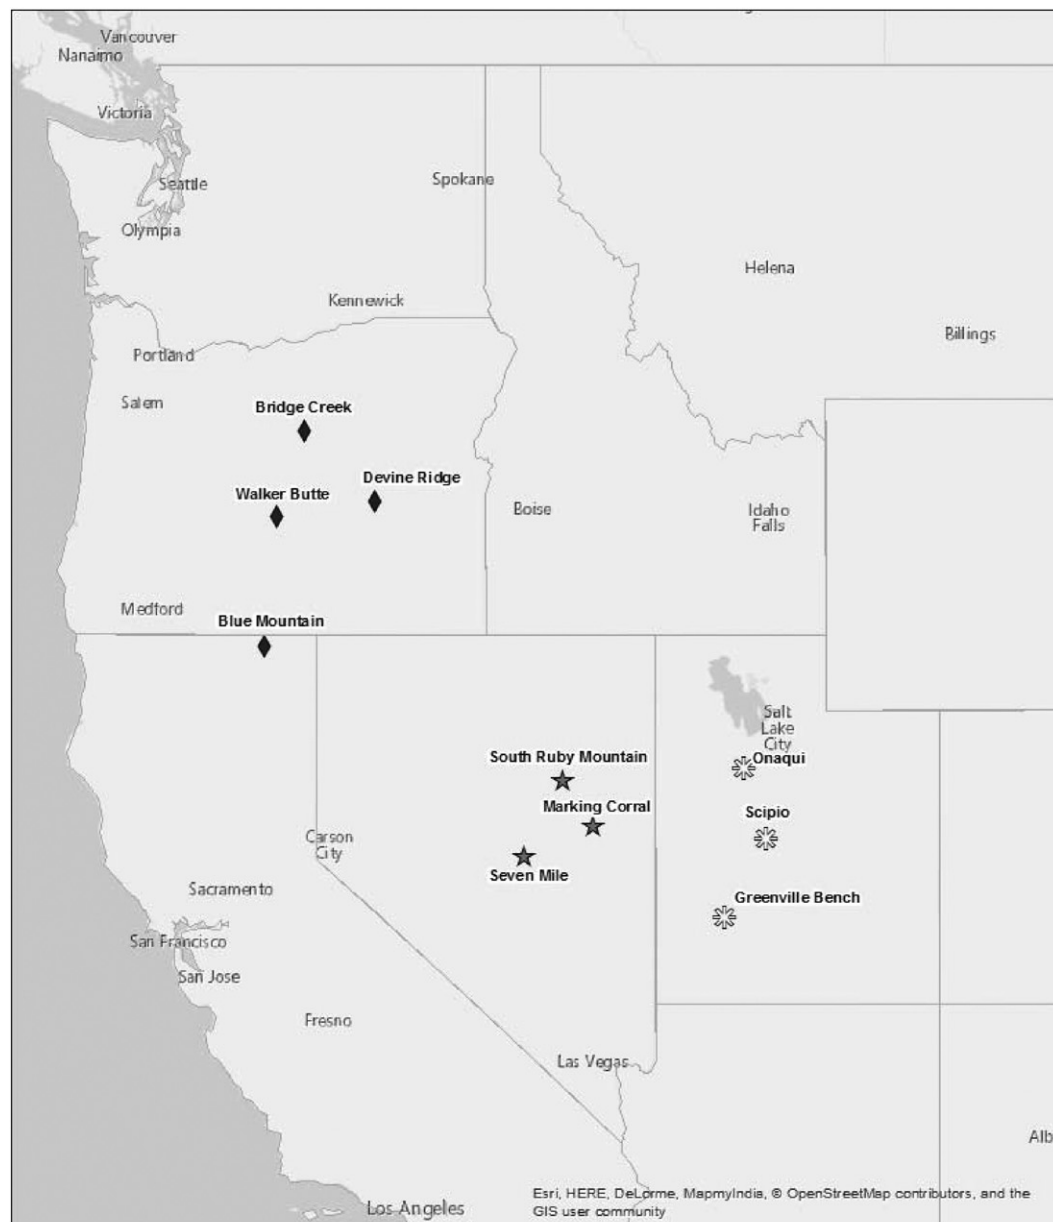 Vancouver
Nanaimo
Victoria
Seattle
Spokane
Olympia
Helena
Kennewick
Billings
Portland
Salem
Bridge Creek
Devine Ridge
Walker Butte
Boise
Idaho
Falls
Medford
Blue Mountain
Salt
Lake
City
South Ruby Mountain
Onaqui
Marking Corral
Scipio
Carson
City
Seven Mile
Sacramento
Greenville Bench
San Francisco
San Jose
Fresno
Las Vegas
Alb
Esri, HERE, DeLorme, MapmyIndia, © OpenStreetMap contributors, and the
GIS user community
Los Angeles